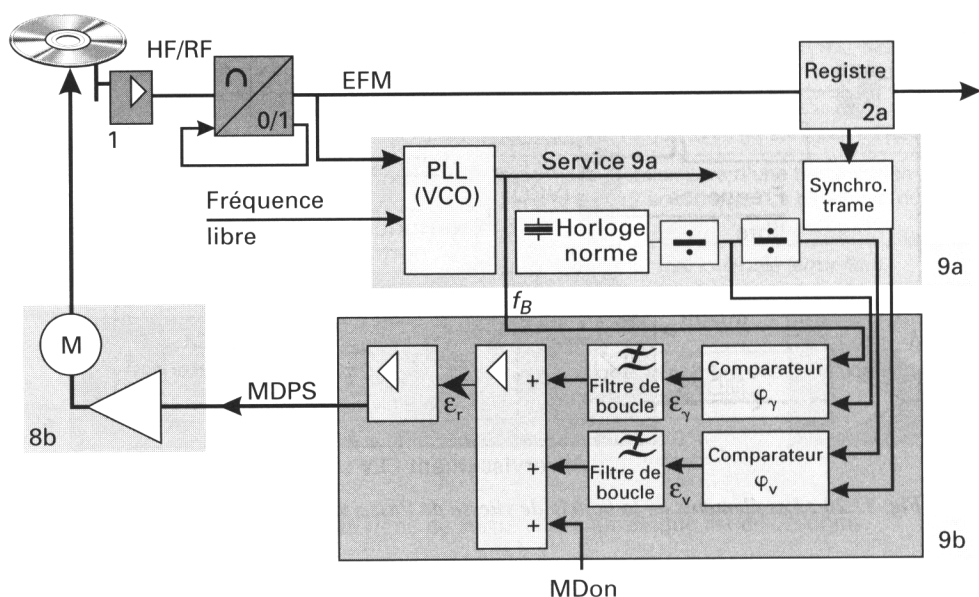 HF/RF
1
0/1
EFM
Registre
2a
PLL
(VCO)
Service 9a
Synchro.
trame
Fréquence
libre
Horloge
norme
÷
÷
9a
f_B
M
8b
MDPS
ε_r
+
+
+
Filtre de
boucle
ε_γ
Comparateur
φ_γ
Filtre de
boucle
ε_v
Comparateur
φ_v
9b
MDon